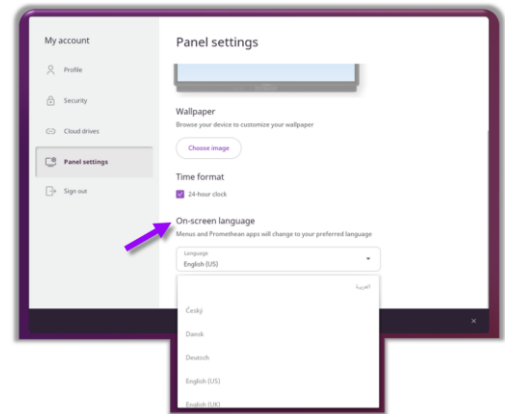 My account
Profile
Security
Cloud drives
Panel settings
Sign out
Panel settings
Wallpaper
Browse your device to customize your wallpaper
Choose image
Time format
24-hour clock
On-screen language
Menus and Promethean apps will change to your preferred language
Language
English (US)
العربية
Český
Dansk
Deutsch
English (US)
English (UK)